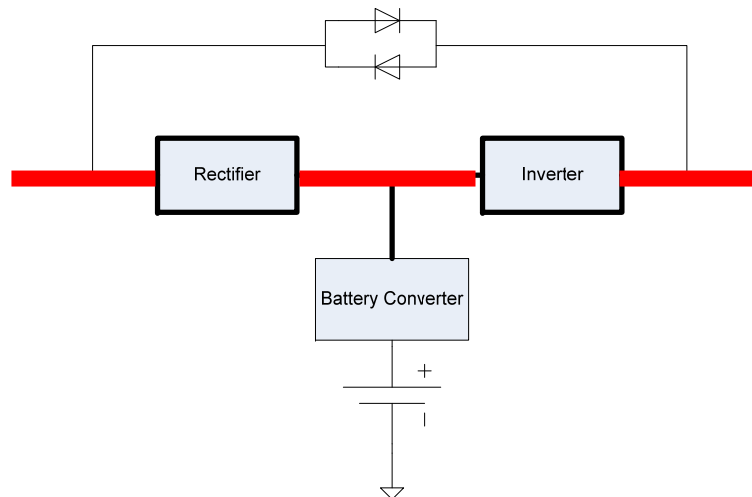 Rectifier
Inverter
Battery Converter
+
–